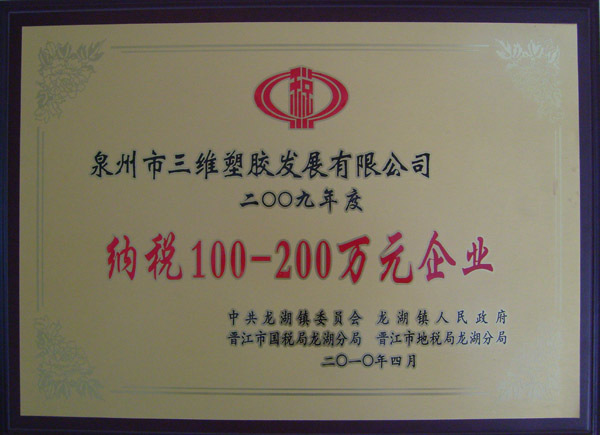 税
泉州市三维塑胶发展有限公司
二〇〇九年度
纳税100-200万元企业
中共龙湖镇委员会 龙湖镇人民政府
晋江市国税局龙湖分局 晋江市地税局龙湖分局
二〇一〇年四月